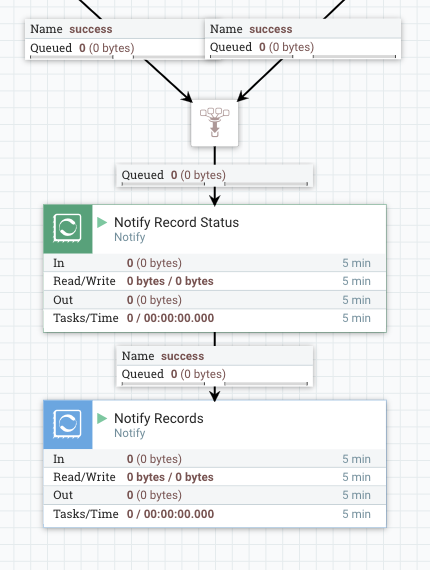 Name success
Queued 0 (0 bytes)
Name success
Queued 0 (0 bytes)
Queued 0 (0 bytes)
Notify Record Status
Notify
In 0 (0 bytes) 5 min
Read/Write 0 bytes / 0 bytes 5 min
Out 0 (0 bytes) 5 min
Tasks/Time 0 / 00:00:00.000 5 min
Name success
Queued 0 (0 bytes)
Notify Records
Notify
In 0 (0 bytes) 5 min
Read/Write 0 bytes / 0 bytes 5 min
Out 0 (0 bytes) 5 min
Tasks/Time 0 / 00:00:00.000 5 min